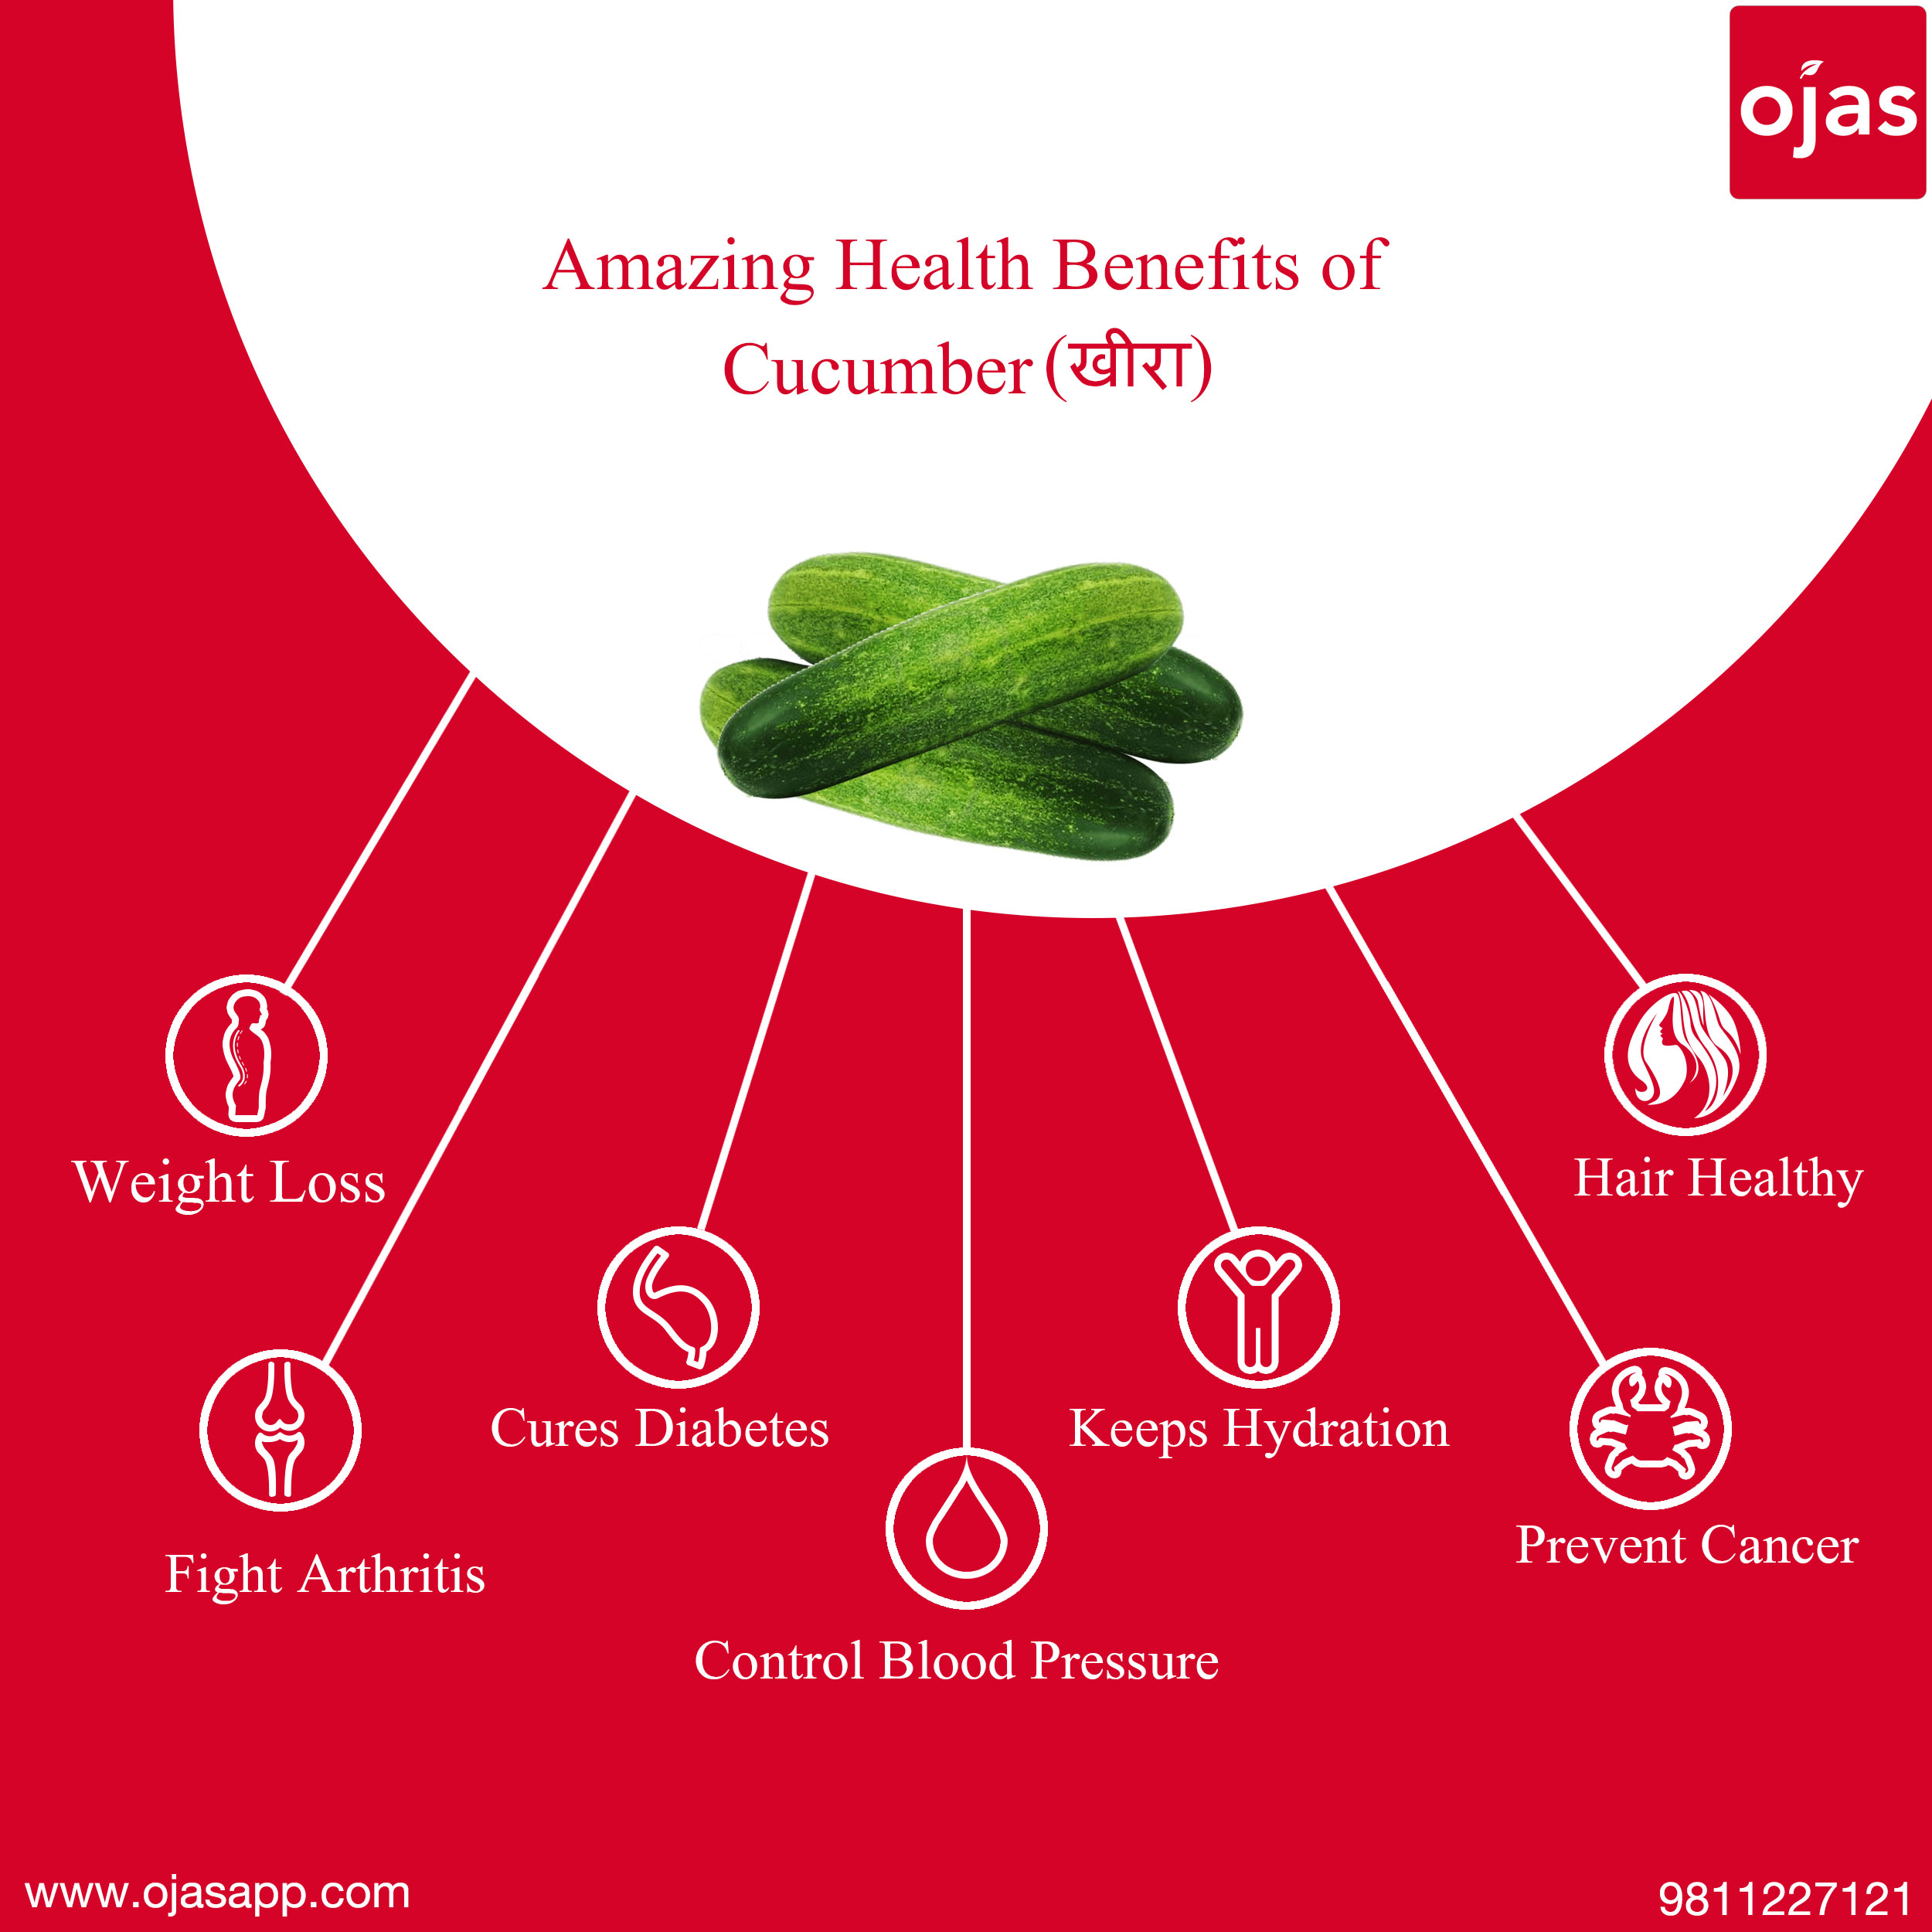 ojas
Amazing Health Benefits of
Cucumber (खीरा)
Weight Loss
Hair Healthy
Cures Diabetes
Keeps Hydration
Fight Arthritis
Prevent Cancer
Control Blood Pressure
www.ojasapp.com
9811227121